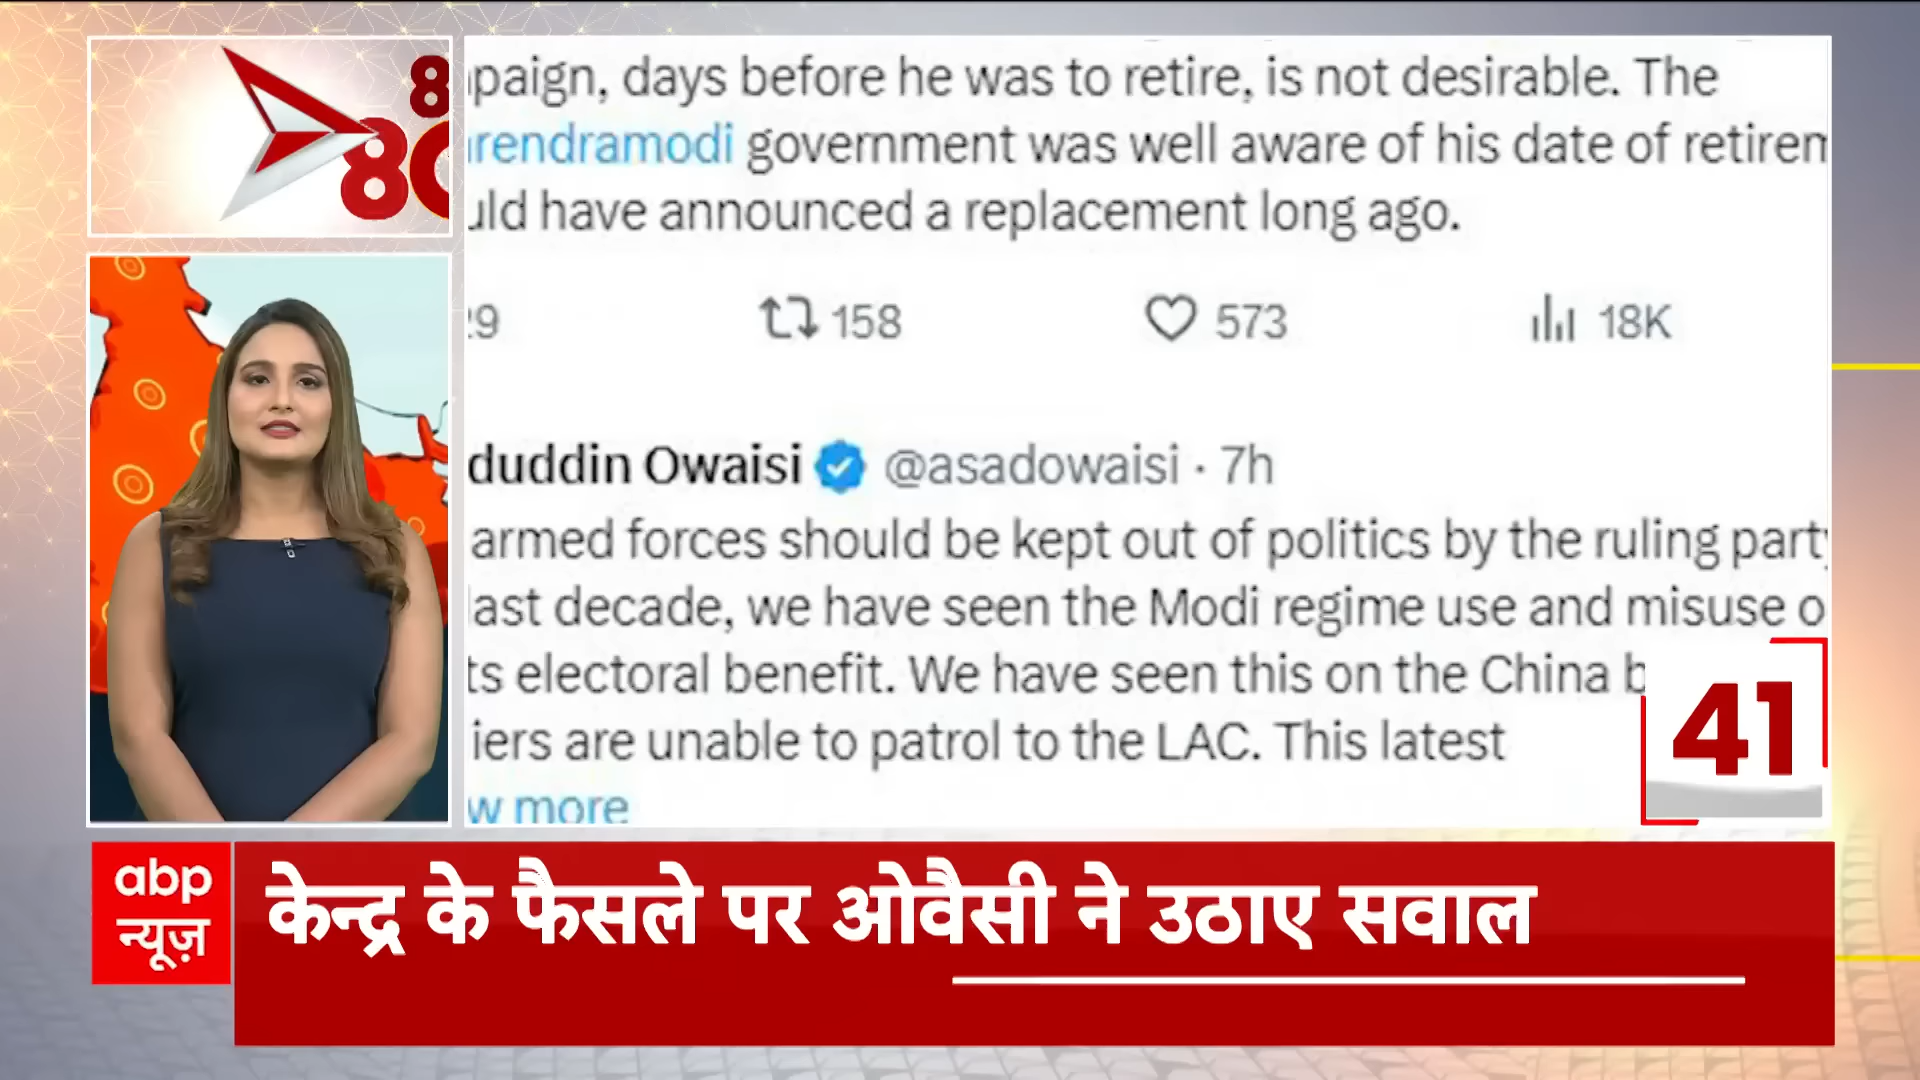 8
80
paign, days before he was to retire, is not desirable. The
rendramodi government was well aware of his date of retirem
uld have announced a replacement long ago.
29 158 573 18K
duddin Owaisi @asadowaisi · 7h
armed forces should be kept out of politics by the ruling party
last decade, we have seen the Modi regime use and misuse o
ts electoral benefit. We have seen this on the China b
iers are unable to patrol to the LAC. This latest
w more
41
abp
न्यूज़
केन्द्र के फैसले पर ओवैसी ने उठाए सवाल